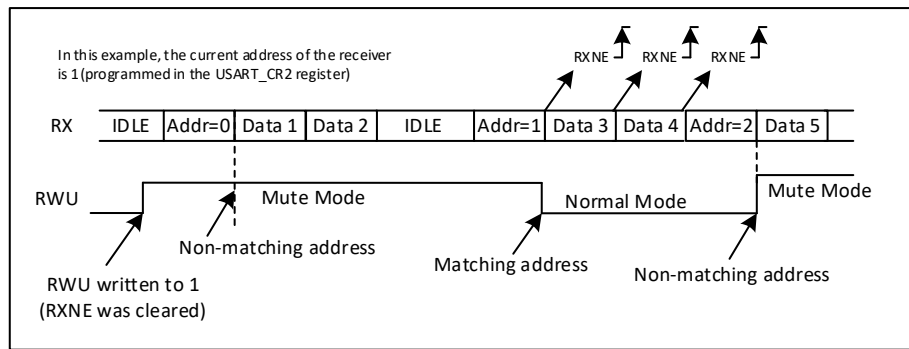 In this example, the current address of the receiver
is 1(programmed in the USART_CR2 register)
RXNE RXNE RXNE
RX IDLE Addr=0 Data 1 Data 2 IDLE Addr=1 Data 3 Data 4 Addr=2 Data 5
RWU Mute Mode Normal Mode Mute Mode
Non-matching address Matching address Non-matching address
RWU written to 1
(RXNE was cleared)